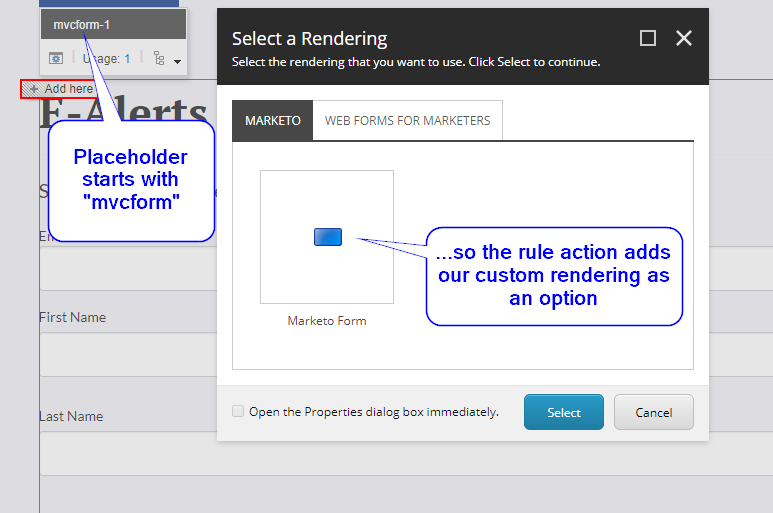 mvcform-1
Usage: 1
Add here
E-Alerts
Placeholder
starts with
"mvcform"
First Name
Last Name
Select a Rendering
Select the rendering that you want to use. Click Select to continue.
MARKETO
WEB FORMS FOR MARKETERS
...so the rule action adds
our custom rendering as
an option
Marketo Form
Open the Properties dialog box immediately.
Select
Cancel